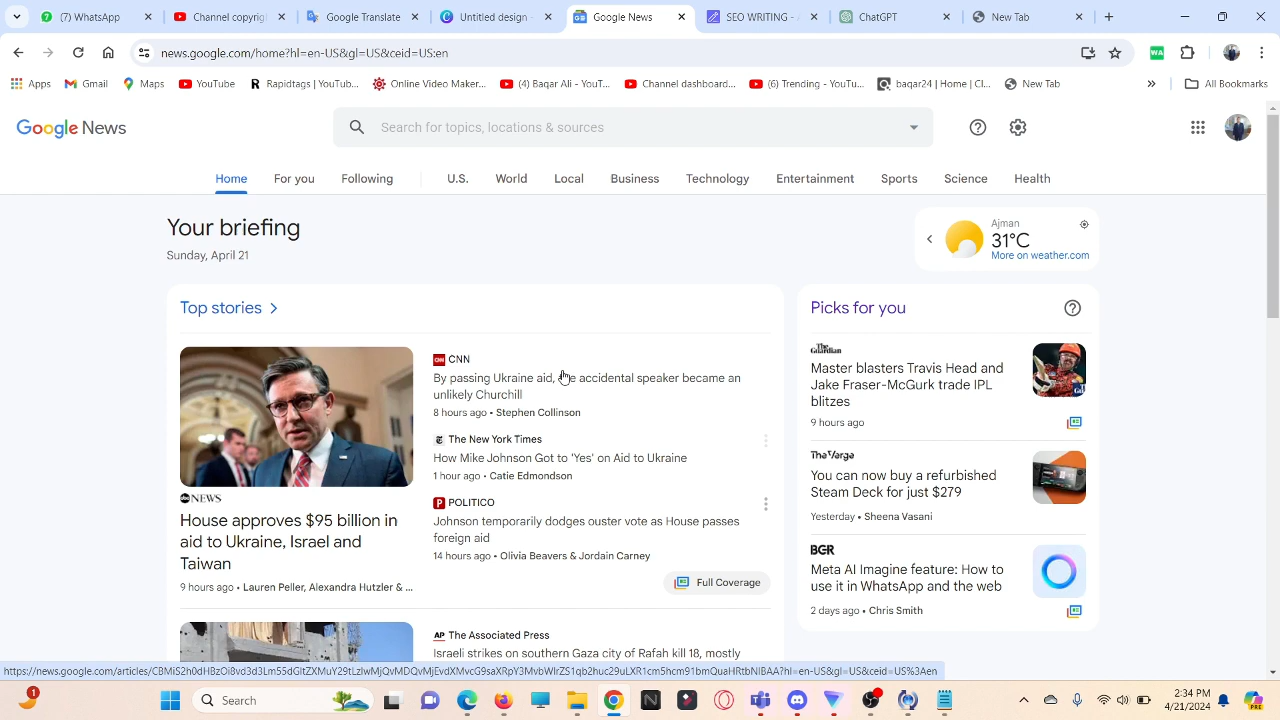 (7) WhatsApp
Channel copyrig
Google Translate
Untitled design -
Google News
SEO WRITING -
ChatGPT
New Tab
news.google.com/home?hl=en-US&gl=US&ceid=US:en
WA
Apps
Gmail
Maps
YouTube
Rapidtags | YouTub...
Online Video Maker...
(4) Baqar Ali - YouT...
Channel dashboard...
(6) Trending - YouTu...
baqar24 | Home | Cl...
New Tab
All Bookmarks
Google News
Search for topics, locations & sources
Home
For you
Following
U.S.
World
Local
Business
Technology
Entertainment
Sports
Science
Health
Your briefing
Sunday, April 21
Ajman
31°C
More on weather.com
Top stories
abc NEWS
House approves $95 billion in
aid to Ukraine, Israel and
Taiwan
9 hours ago • Lauren Peller, Alexandra Hutzler & ...
CNN
By passing Ukraine aid, accidental speaker became an
unlikely Churchill
8 hours ago • Stephen Collinson
The New York Times
How Mike Johnson Got to 'Yes' on Aid to Ukraine
1 hour ago • Catie Edmondson
POLITICO
Johnson temporarily dodges ouster vote as House passes
foreign aid
14 hours ago • Olivia Beavers & Jordain Carney
Full Coverage
AP The Associated Press
Israeli strikes on southern Gaza city of Rafah kill 18, mostly
Picks for you
The Guardian
Master blasters Travis Head and
Jake Fraser-McGurk trade IPL
blitzes
9 hours ago
The Verge
You can now buy a refurbished
Steam Deck for just $279
Yesterday • Sheena Vasani
BGR
Meta AI Imagine feature: How to
use it in WhatsApp and the web
2 days ago • Chris Smith
1
Search
2:34 PM
4/21/2024